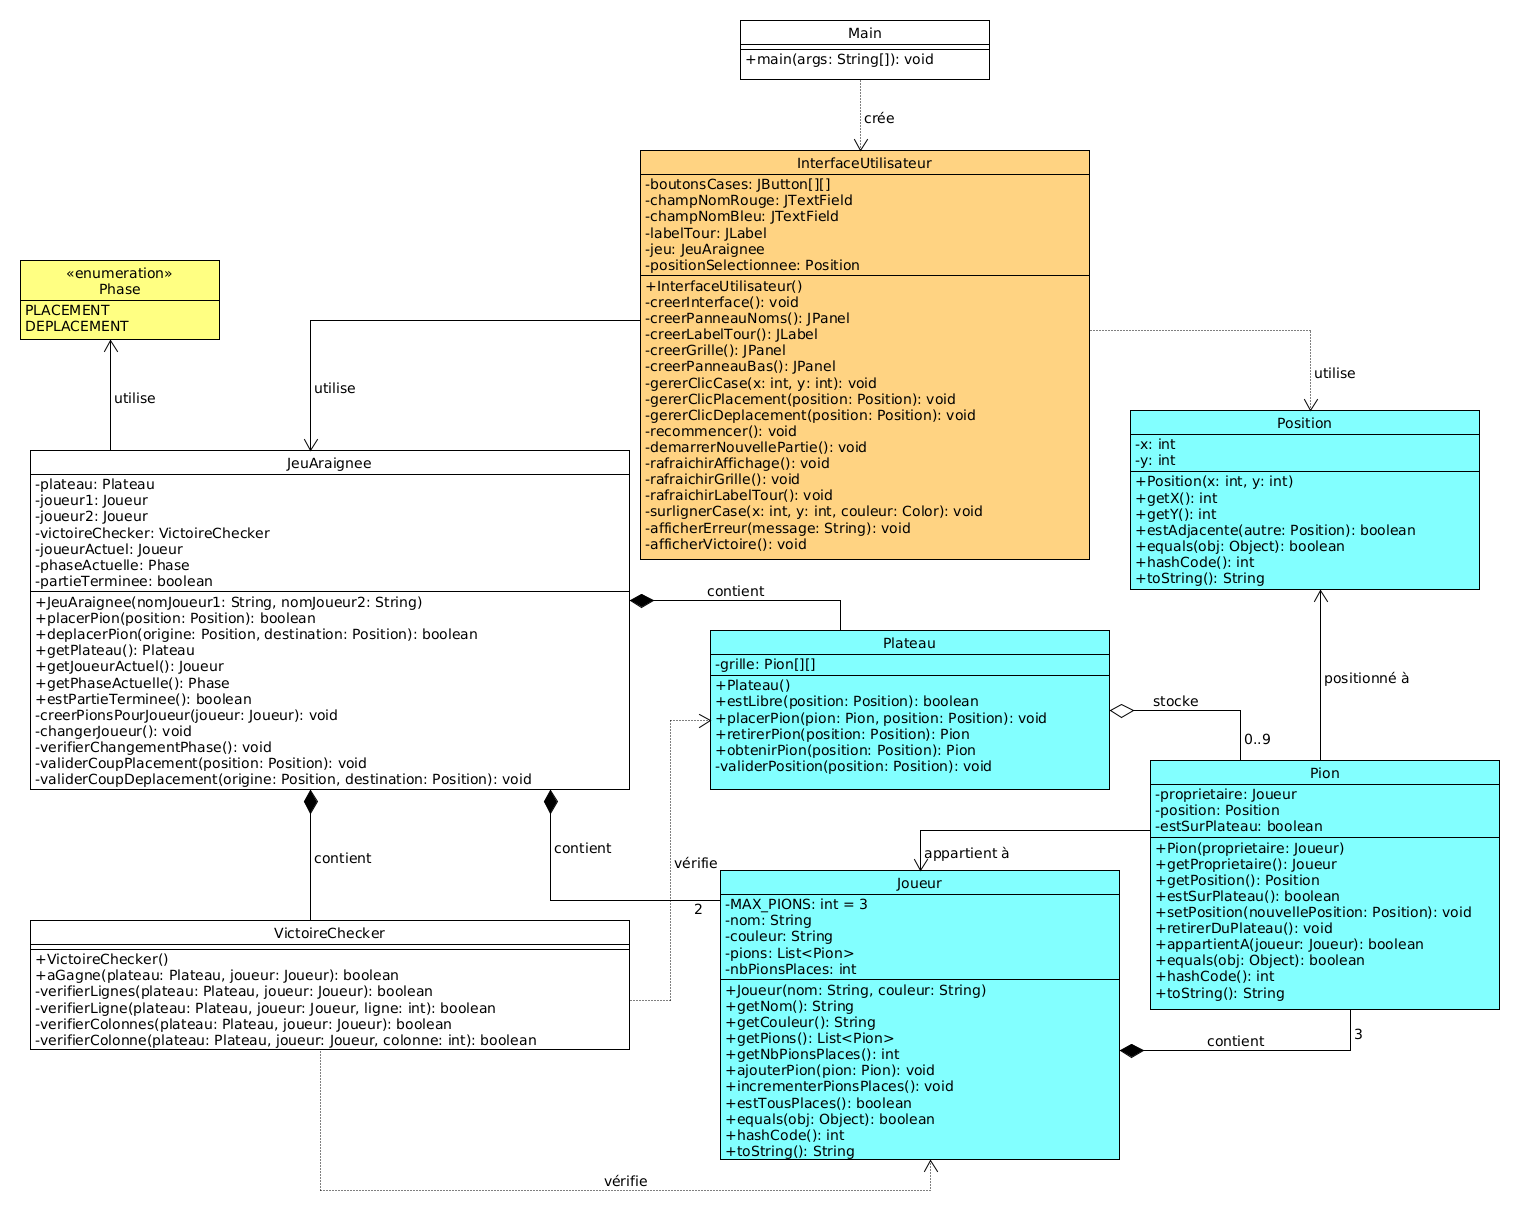 Main
+main(args: String[]): void
crée
InterfaceUtilisateur
-boutonsCases: JButton[][]
-champNomRouge: JTextField
-champNomBleu: JTextField
-labelTour: JLabel
-jeu: JeuAraignee
-positionSelectionnee: Position
+InterfaceUtilisateur()
-creerInterface(): void
-creerPanneauNoms(): JPanel
-creerLabelTour(): JLabel
-creerGrille(): JPanel
-creerPanneauBas(): JPanel
-gererClicCase(x: int, y: int): void
-gererClicPlacement(position: Position): void
-gererClicDeplacement(position: Position): void
-recommencer(): void
-demarrerNouvellePartie(): void
-rafraichirAffichage(): void
-rafraichirGrille(): void
-rafraichirLabelTour(): void
-surlignerCase(x: int, y: int, couleur: Color): void
-afficherErreur(message: String): void
-afficherVictoire(): void
«enumeration»
Phase
PLACEMENT
DEPLACEMENT
utilise
utilise
utilise
Position
-x: int
-y: int
+Position(x: int, y: int)
+getX(): int
+getY(): int
+estAdjacente(autre: Position): boolean
+equals(obj: Object): boolean
+hashCode(): int
+toString(): String
JeuAraignee
-plateau: Plateau
-joueur1: Joueur
-joueur2: Joueur
-victoireChecker: VictoireChecker
-joueurActuel: Joueur
-phaseActuelle: Phase
-partieTerminee: boolean
+JeuAraignee(nomJoueur1: String, nomJoueur2: String)
+placerPion(position: Position): boolean
+deplacerPion(origine: Position, destination: Position): boolean
+getPlateau(): Plateau
+getJoueurActuel(): Joueur
+getPhaseActuelle(): Phase
+estPartieTerminee(): boolean
-creerPionsPourJoueur(joueur: Joueur): void
-changerJoueur(): void
-verifierChangementPhase(): void
-validerCoupPlacement(position: Position): void
-validerCoupDeplacement(origine: Position, destination: Position): void
contient
Plateau
-grille: Pion[][]
+Plateau()
+estLibre(position: Position): boolean
+placerPion(pion: Pion, position: Position): void
+retirerPion(position: Position): Pion
+obtenirPion(position: Position): Pion
-validerPosition(position: Position): void
stocke
0..9
positionné à
Pion
-proprietaire: Joueur
-position: Position
-estSurPlateau: boolean
+Pion(proprietaire: Joueur)
+getProprietaire(): Joueur
+getPosition(): Position
+estSurPlateau(): boolean
+setPosition(nouvellePosition: Position): void
+retirerDuPlateau(): void
+appartientA(joueur: Joueur): boolean
+equals(obj: Object): boolean
+hashCode(): int
+toString(): String
contient
contient
2
vérifie
appartient à
Joueur
-MAX_PIONS: int = 3
-nom: String
-couleur: String
-pions: List<Pion>
-nbPionsPlaces: int
+Joueur(nom: String, couleur: String)
+getNom(): String
+getCouleur(): String
+getPions(): List<Pion>
+getNbPionsPlaces(): int
+ajouterPion(pion: Pion): void
+incrementerPionsPlaces(): void
+estTousPlaces(): boolean
+equals(obj: Object): boolean
+hashCode(): int
+toString(): String
contient
3
VictoireChecker
+VictoireChecker()
+aGagne(plateau: Plateau, joueur: Joueur): boolean
-verifierLignes(plateau: Plateau, joueur: Joueur): boolean
-verifierLigne(plateau: Plateau, joueur: Joueur, ligne: int): boolean
-verifierColonnes(plateau: Plateau, joueur: Joueur): boolean
-verifierColonne(plateau: Plateau, joueur: Joueur, colonne: int): boolean
vérifie